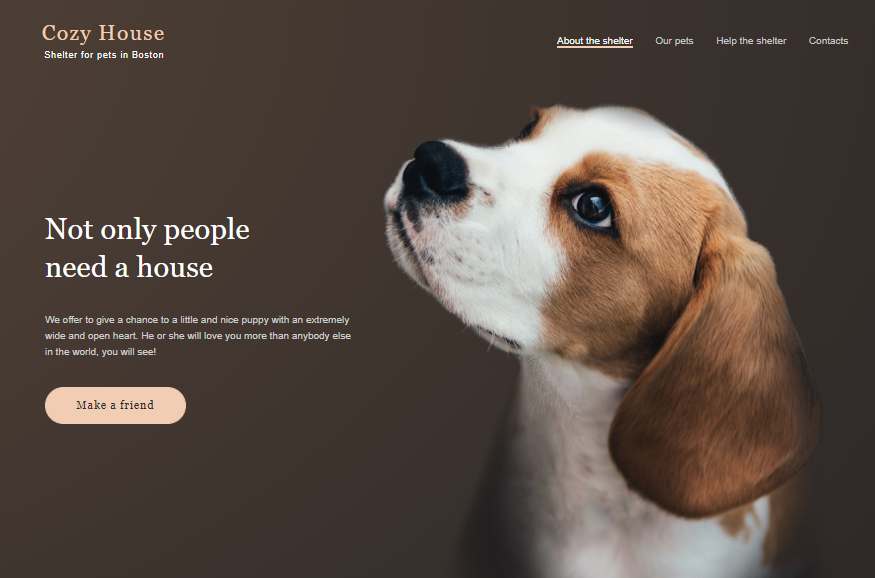 Cozy House
Shelter for pets in Boston
About the shelter
Our pets
Help the shelter
Contacts
Not only people
need a house
We offer to give a chance to a little and nice puppy with an extremely
wide and open heart. He or she will love you more than anybody else
in the world, you will see!
Make a friend